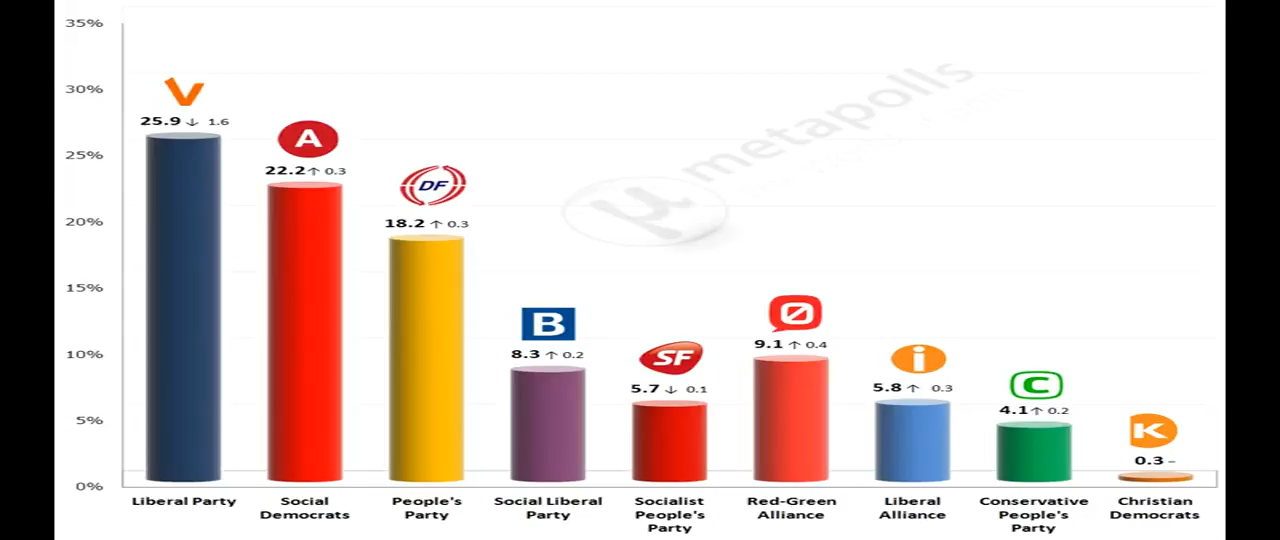 35%
30%
25%
20%
15%
10%
5%
0%
V
25.9 ↓ 1.6
A
22.2 ↑ 0.3
DF
18.2 ↑ 0.3
B
8.3 ↑ 0.2
SF
5.7 ↓ 0.1
Ø
9.1 ↑ 0.4
i
5.8 ↑ 0.3
C
4.1 ↑ 0.2
K
0.3 –
μ metapolls
Liberal Party
Social
Democrats
People's
Party
Social Liberal
Party
Socialist
People's
Party
Red-Green
Alliance
Liberal
Alliance
Conservative
People's
Party
Christian
Democrats